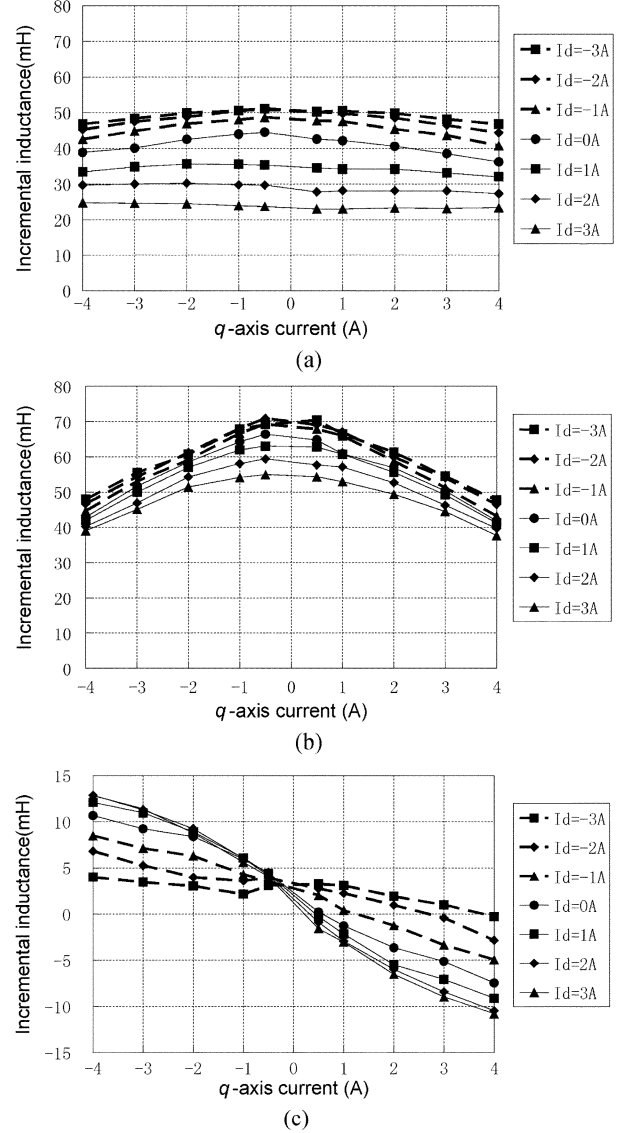 80
70
60
50
40
30
20
10
0
Incremental inductance(mH)
-4 -3 -2 -1 0 1 2 3 4
q-axis current (A)
Id=-3A
Id=-2A
Id=-1A
Id=0A
Id=1A
Id=2A
Id=3A
(a)
80
70
60
50
40
30
20
10
0
Incremental inductance(mH)
-4 -3 -2 -1 0 1 2 3 4
q-axis current (A)
Id=-3A
Id=-2A
Id=-1A
Id=0A
Id=1A
Id=2A
Id=3A
(b)
15
10
5
0
-5
-10
-15
Incremental inductance(mH)
-4 -3 -2 -1 0 1 2 3 4
q-axis current (A)
Id=-3A
Id=-2A
Id=-1A
Id=0A
Id=1A
Id=2A
Id=3A
(c)